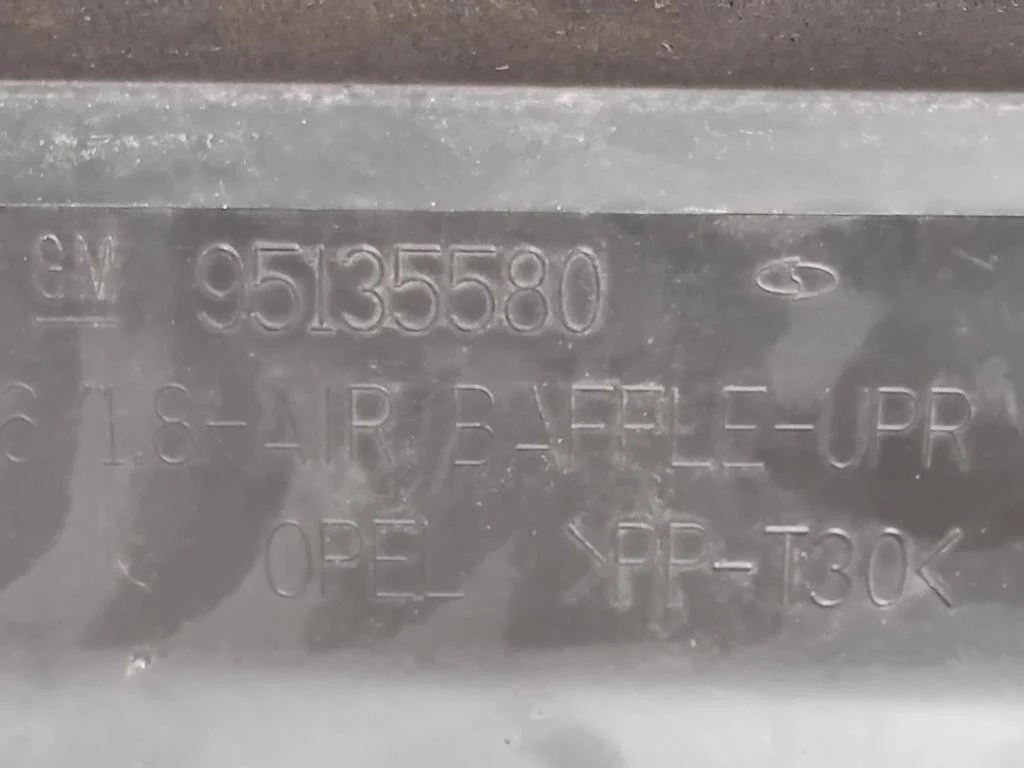 GM 95135580
6/1.8-AIR BAFFLE-UPR
OPEL >PP-T30<